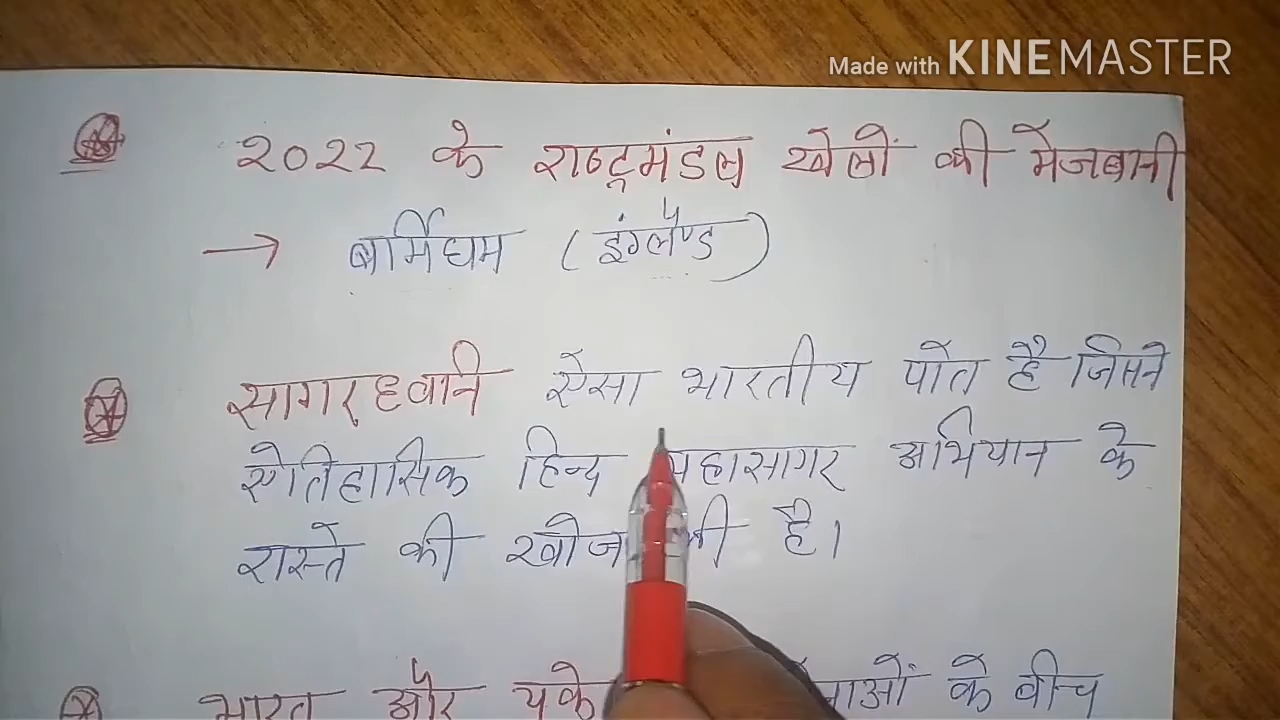 Made with KINEMASTER
2022 के राष्ट्रमंडल खेलों की मेजबानी
→ बर्मिंघम (इंग्लैण्ड)
सागरध्वनि ऐसा भारतीय पोत है जिसने
ऐतिहासिक हिन्द महासागर अभियान के
रास्ते की खोज की है।
भारत और के बीच